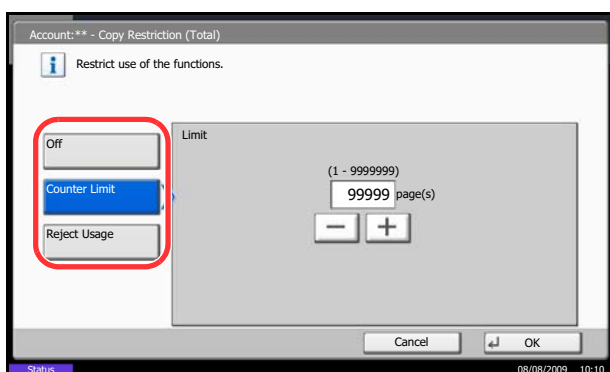 Account:** - Copy Restriction (Total)
Restrict use of the functions.
Off
Counter Limit
Reject Usage
Limit
(1 - 9999999)
99999 page(s)
Cancel
OK
Status
08/08/2009 10:10